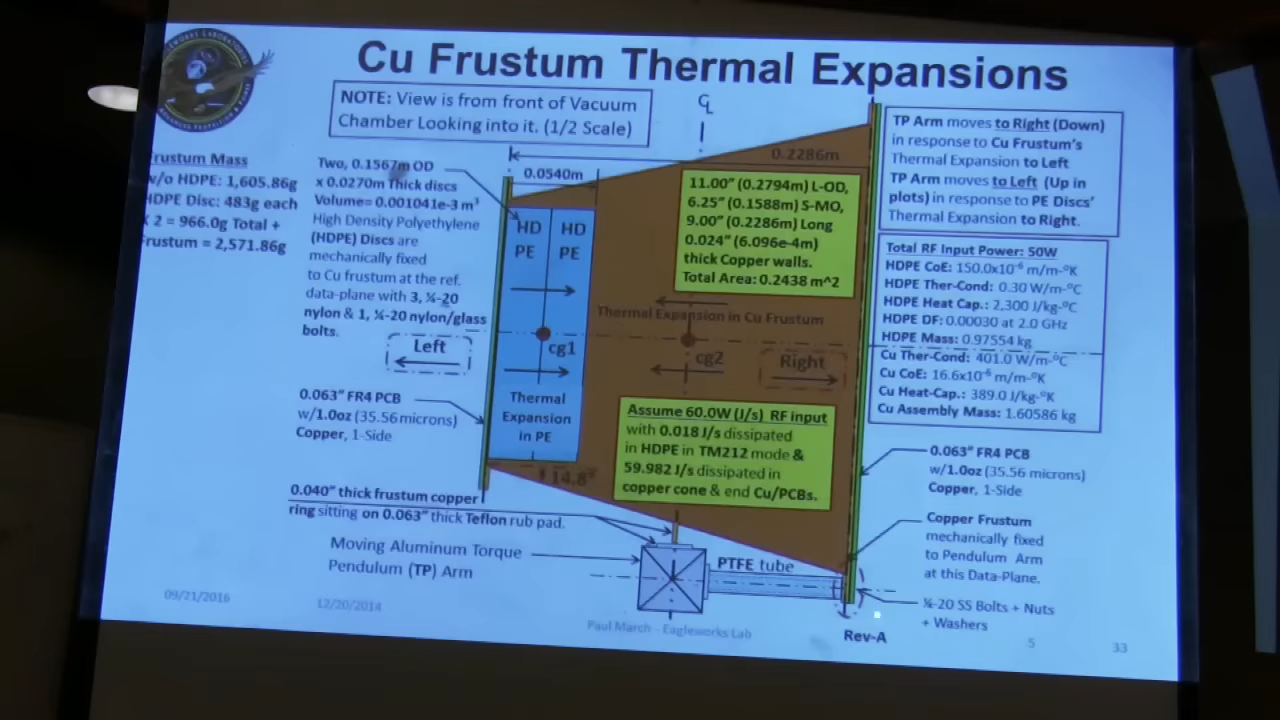 Cu Frustum Thermal Expansions
NOTE: View is from front of Vacuum
Chamber Looking into it. (1/2 Scale)
CL
Frustum Mass
w/o HDPE: 1,605.86g
HDPE Disc: 483g each
X 2 = 966.0g Total +
Frustum = 2,571.86g
Two, 0.1567m OD
x 0.0270m Thick discs
Volume= 0.001041e-3 m³
High Density Polyethylene
(HDPE) Discs are
mechanically fixed
to Cu frustum at the ref.
data-plane with 3, ¼-20
nylon & 1, ¼-20 nylon/glass
bolts.
0.0540m
0.2286m
HD
PE
HD
PE
11.00" (0.2794m) L-OD,
6.25" (0.1588m) S-MO,
9.00" (0.2286m) Long
0.024" (6.096e-4m)
thick Copper walls.
Total Area: 0.2438 m^2
TP Arm moves to Right (Down)
in response to Cu Frustum's
Thermal Expansion to Left
TP Arm moves to Left (Up in
plots) in response to PE Discs'
Thermal Expansion to Right.
Total RF Input Power: 50W
HDPE CoE: 150.0x10⁻⁶ m/m-°K
HDPE Ther-Cond: 0.30 W/m-°C
HDPE Heat Cap.: 2,300 J/kg-°C
HDPE DF: 0.00030 at 2.0 GHz
HDPE Mass: 0.97554 kg
Cu Ther-Cond: 401.0 W/m-°C
Cu CoE: 16.6x10⁻⁶ m/m-°K
Cu Heat-Cap.: 389.0 J/kg-°C
Cu Assembly Mass: 1.60586 kg
Thermal Expansion in Cu Frustum
Left
cg1
cg2
Right
Thermal
Expansion
in PE
14.8°
0.063" FR4 PCB
w/1.0oz (35.56 microns)
Copper, 1-Side
Assume 60.0W (J/s) RF input
with 0.018 J/s dissipated
in HDPE in TM212 mode &
59.982 J/s dissipated in
copper cone & end Cu/PCBs.
0.063" FR4 PCB
w/1.0oz (35.56 microns)
Copper, 1-Side
0.040" thick frustum copper
ring sitting on 0.063" thick Teflon rub pad.
Moving Aluminum Torque
Pendulum (TP) Arm
PTFE tube
Copper Frustum
mechanically fixed
to Pendulum Arm
at this Data-Plane.
¼-20 SS Bolts + Nuts
+ Washers
09/21/2016
12/20/2014
Paul March – Eagleworks Lab
Rev-A
5
33